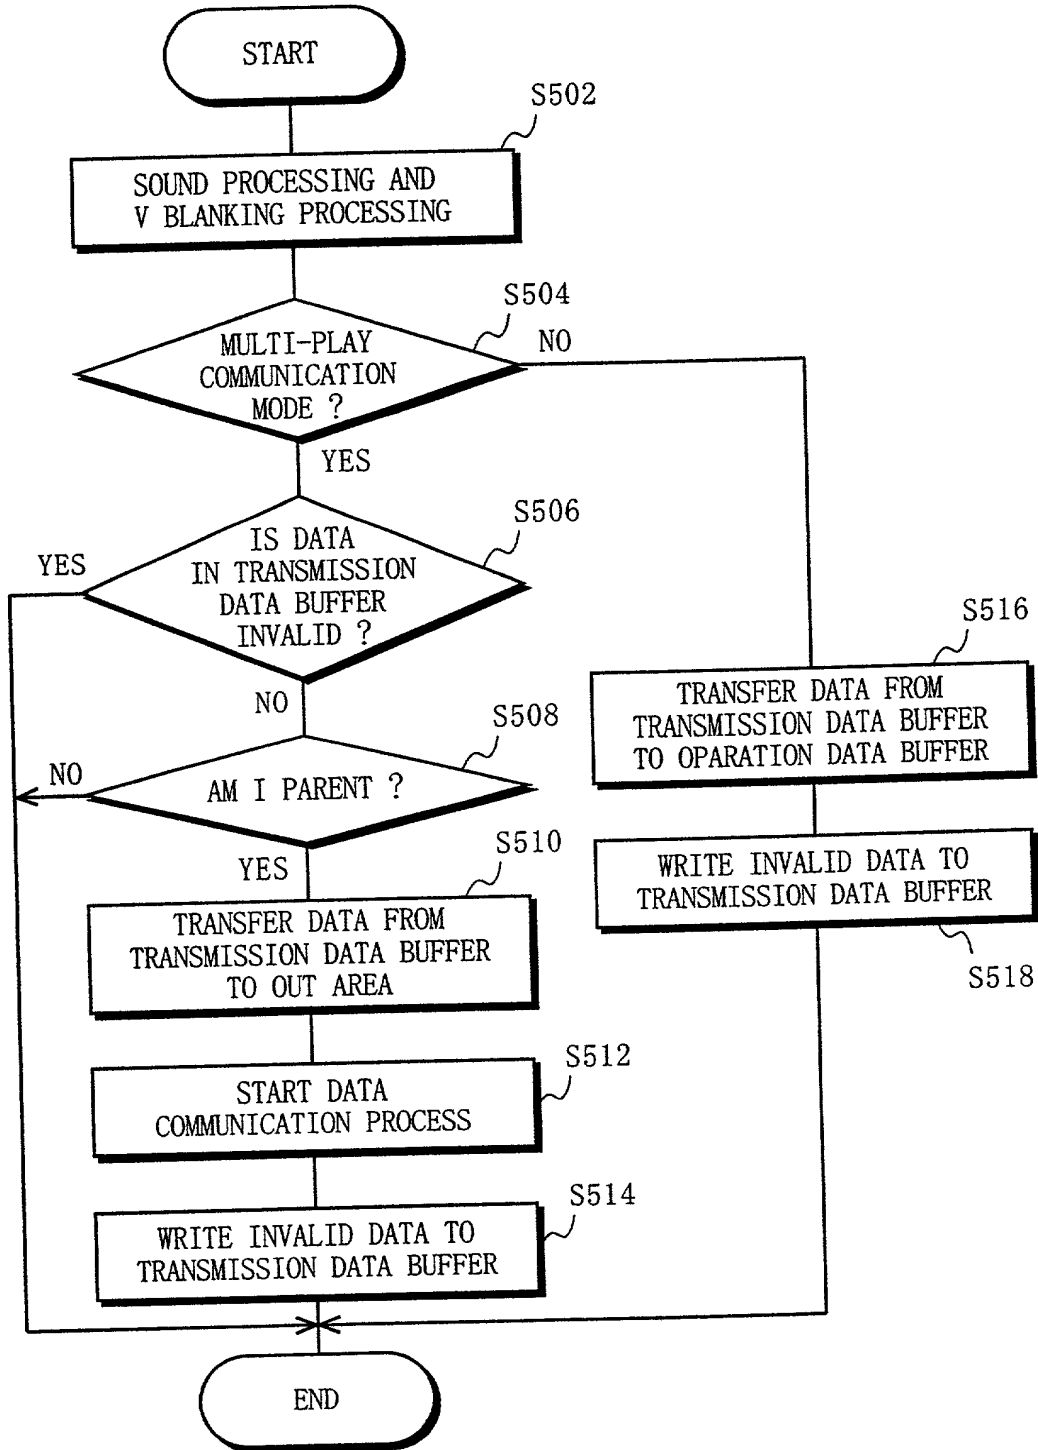 START
S502
SOUND PROCESSING AND
V BLANKING PROCESSING
S504
MULTI-PLAY
COMMUNICATION
MODE ?
NO
YES
S506
IS DATA
IN TRANSMISSION
DATA BUFFER
INVALID ?
YES
NO
S508
AM I PARENT ?
NO
YES
S510
TRANSFER DATA FROM
TRANSMISSION DATA BUFFER
TO OUT AREA
S512
START DATA
COMMUNICATION PROCESS
S514
WRITE INVALID DATA TO
TRANSMISSION DATA BUFFER
S516
TRANSFER DATA FROM
TRANSMISSION DATA BUFFER
TO OPARATION DATA BUFFER
WRITE INVALID DATA TO
TRANSMISSION DATA BUFFER
S518
END